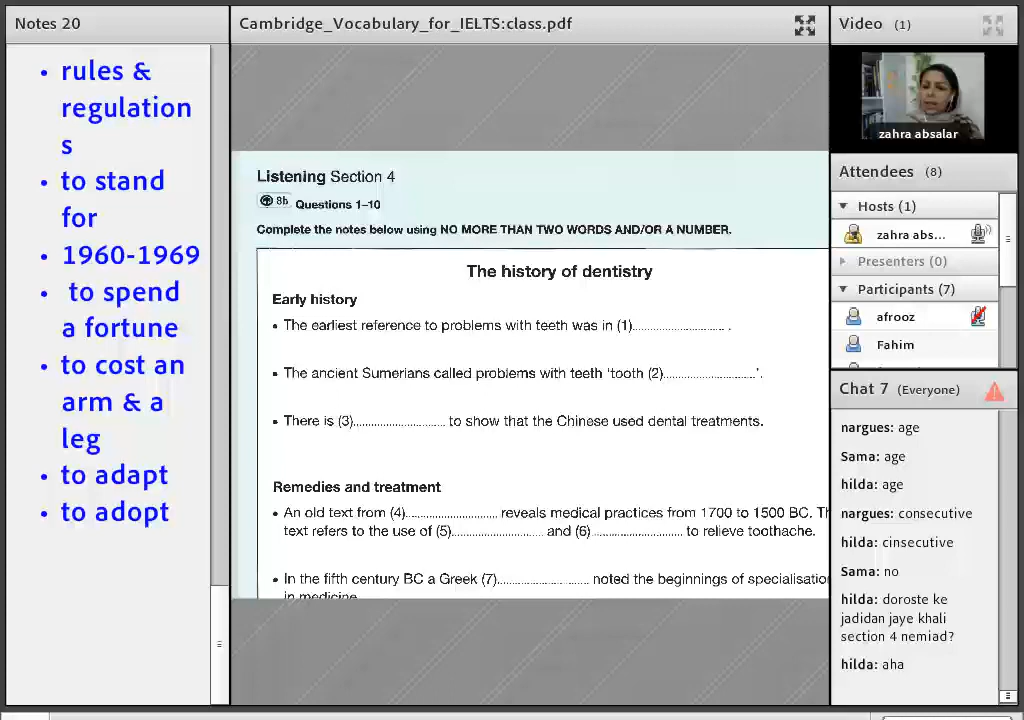 Notes 20
• rules &
regulation
s
• to stand
for
• 1960-1969
• to spend
a fortune
• to cost an
arm & a
leg
• to adapt
• to adopt
Cambridge_Vocabulary_for_IELTS:class.pdf
Listening Section 4
8b Questions 1–10
Complete the notes below using NO MORE THAN TWO WORDS AND/OR A NUMBER.
The history of dentistry
Early history
• The earliest reference to problems with teeth was in (1)............................ .
• The ancient Sumerians called problems with teeth 'tooth (2)............................'.
• There is (3)............................ to show that the Chinese used dental treatments.
Remedies and treatment
• An old text from (4)............................ reveals medical practices from 1700 to 1500 BC. Th
text refers to the use of (5)............................ and (6)............................ to relieve toothache.
• In the fifth century BC a Greek (7)............................ noted the beginnings of specialisation
in medicine
Video (1)
zahra absalar
Attendees (8)
Hosts (1)
zahra abs...
Presenters (0)
Participants (7)
afrooz
Fahim
Chat 7 (Everyone)
nargues: age
Sama: age
hilda: age
nargues: consecutive
hilda: cinsecutive
Sama: no
hilda: doroste ke
jadidan jaye khali
section 4 nemiad?
hilda: aha